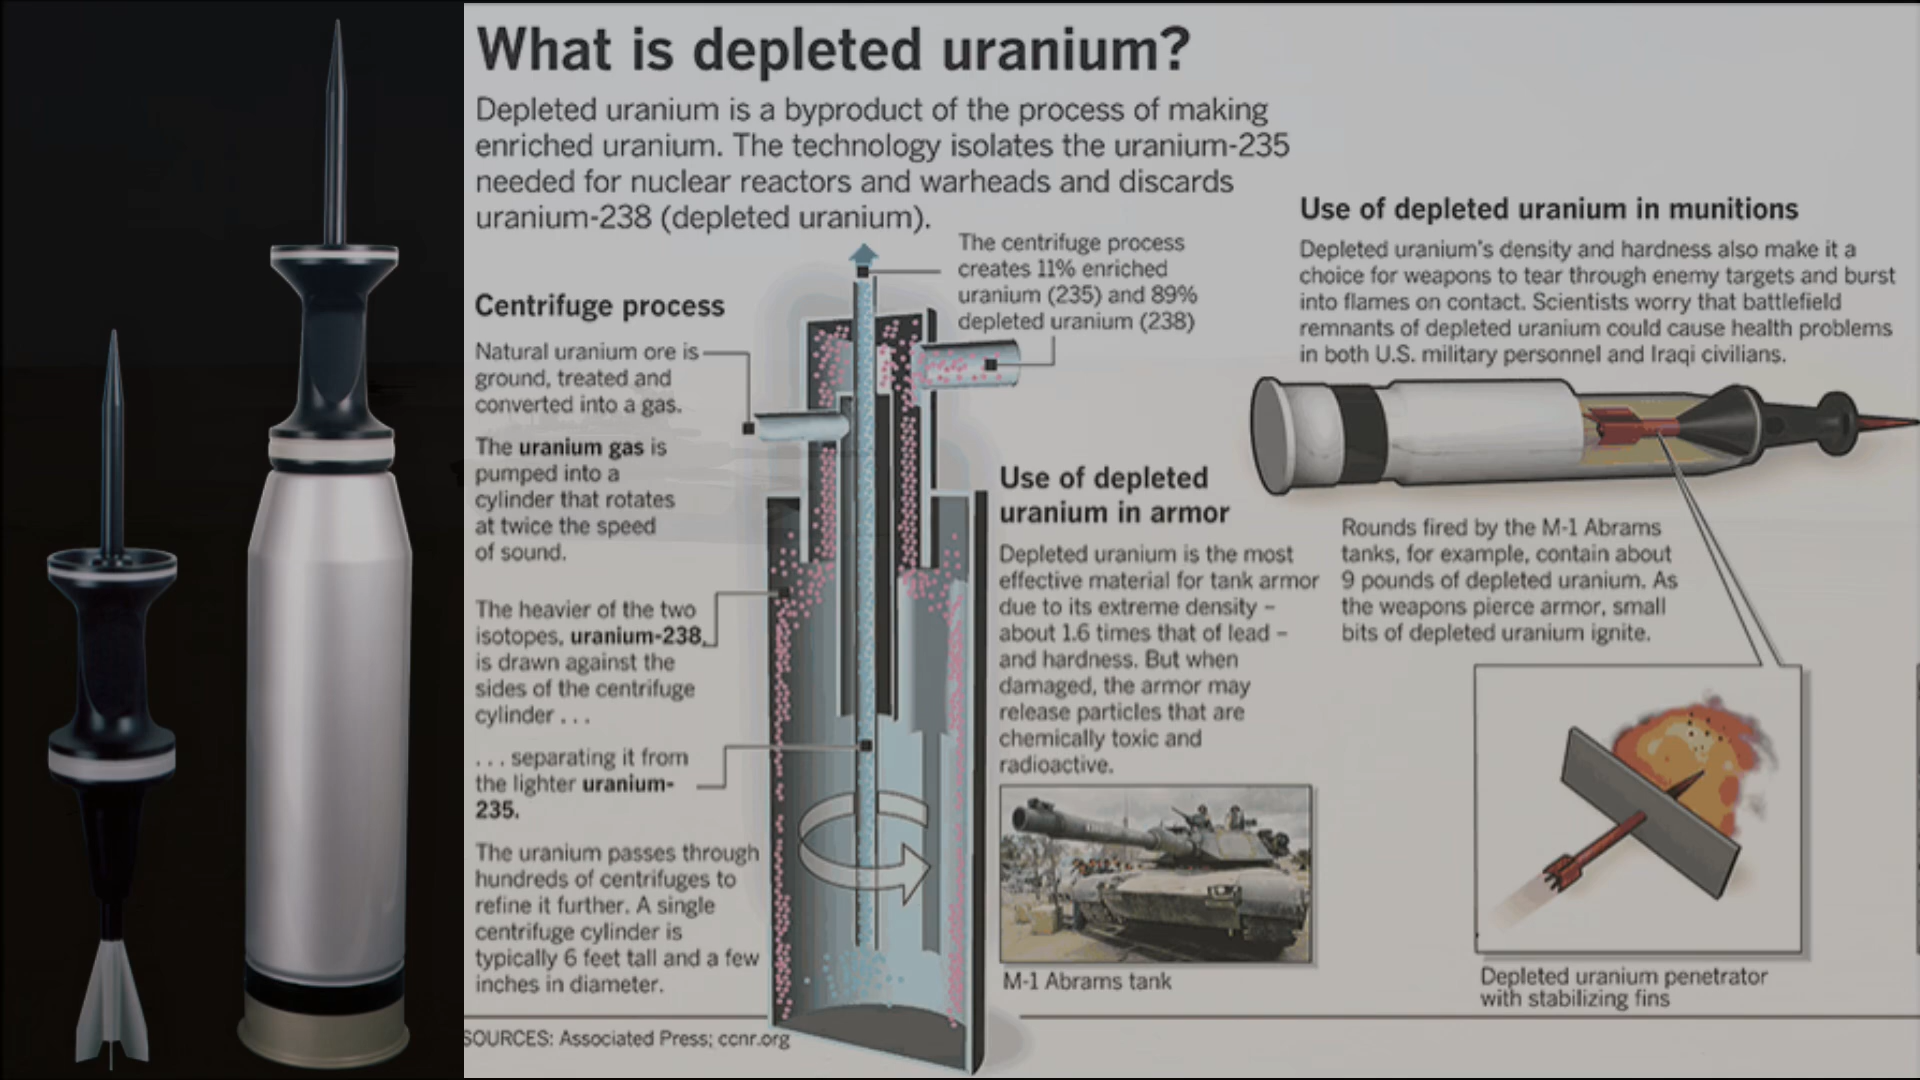 What is depleted uranium?
Depleted uranium is a byproduct of the process of making
enriched uranium. The technology isolates the uranium-235
needed for nuclear reactors and warheads and discards
uranium-238 (depleted uranium).
The centrifuge process
creates 11% enriched
uranium (235) and 89%
depleted uranium (238)
Centrifuge process
Natural uranium ore is
ground, treated and
converted into a gas.
The uranium gas is
pumped into a
cylinder that rotates
at twice the speed
of sound.
The heavier of the two
isotopes, uranium-238,
is drawn against the
sides of the centrifuge
cylinder . . .
. . . separating it from
the lighter uranium-
235.
The uranium passes through
hundreds of centrifuges to
refine it further. A single
centrifuge cylinder is
typically 6 feet tall and a few
inches in diameter.
Use of depleted
uranium in armor
Depleted uranium is the most
effective material for tank armor
due to its extreme density –
about 1.6 times that of lead –
and hardness. But when
damaged, the armor may
release particles that are
chemically toxic and
radioactive.
M-1 Abrams tank
Use of depleted uranium in munitions
Depleted uranium's density and hardness also make it a
choice for weapons to tear through enemy targets and burst
into flames on contact. Scientists worry that battlefield
remnants of depleted uranium could cause health problems
in both U.S. military personnel and Iraqi civilians.
Rounds fired by the M-1 Abrams
tanks, for example, contain about
9 pounds of depleted uranium. As
the weapons pierce armor, small
bits of depleted uranium ignite.
Depleted uranium penetrator
with stabilizing fins
SOURCES: Associated Press; ccnr.org